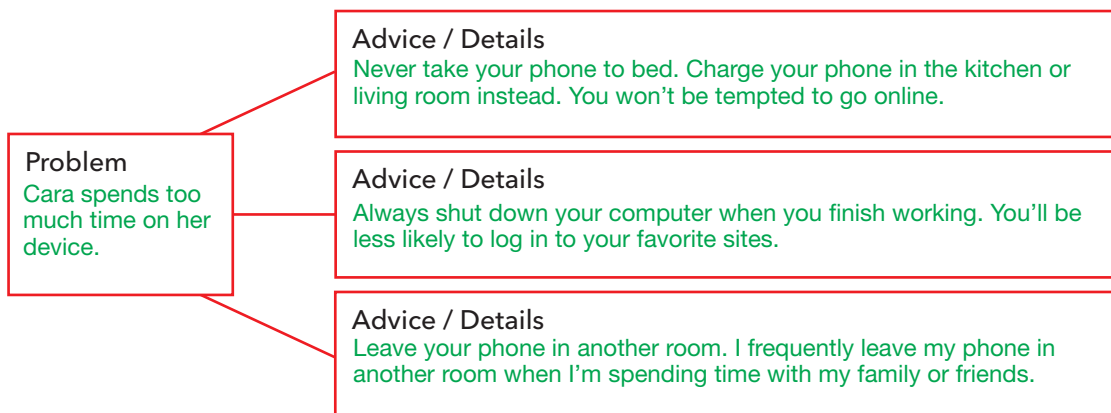 Advice / Details
Never take your phone to bed. Charge your phone in the kitchen or
living room instead. You won’t be tempted to go online.
Problem
Cara spends too
much time on her
device.
Advice / Details
Always shut down your computer when you finish working. You’ll be
less likely to log in to your favorite sites.
Advice / Details
Leave your phone in another room. I frequently leave my phone in
another room when I’m spending time with my family or friends.